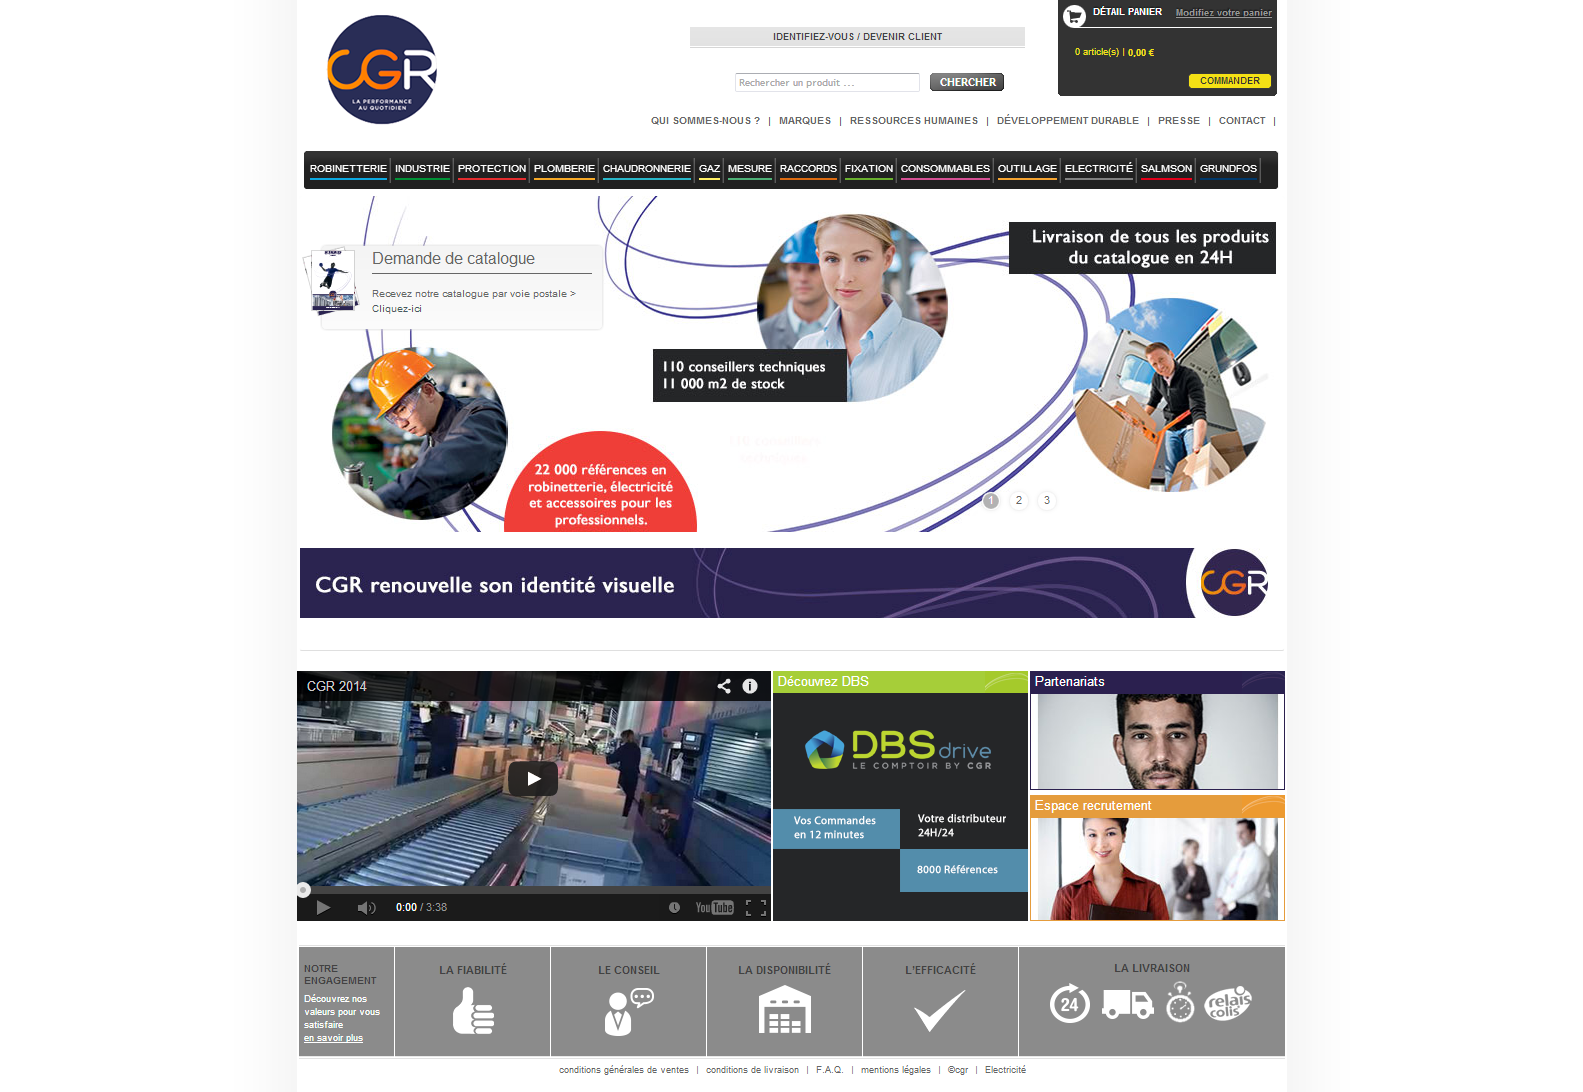 CGR
LA PERFORMANCE
AU QUOTIDIEN
IDENTIFIEZ-VOUS / DEVENIR CLIENT
Rechercher un produit ...
CHERCHER
DÉTAIL PANIER
Modifiez votre panier
0 article(s) | 0,00 €
COMMANDER
QUI SOMMES-NOUS ? | MARQUES | RESSOURCES HUMAINES | DÉVELOPPEMENT DURABLE | PRESSE | CONTACT |
ROBINETTERIE INDUSTRIE PROTECTION PLOMBERIE CHAUDRONNERIE GAZ MESURE RACCORDS FIXATION CONSOMMABLES OUTILLAGE ELECTRICITÉ SALMSON GRUNDFOS
Demande de catalogue
Recevez notre catalogue par voie postale >
Cliquez-ici
Livraison de tous les produits
du catalogue en 24H
110 conseillers techniques
11 000 m2 de stock
22 000 références en
robinetterie, électricité
et accessoires pour les
professionnels.
1 2 3
CGR renouvelle son identité visuelle
CGR
CGR 2014
0:00 / 3:38
YouTube
Découvrez DBS
DBS drive
LE COMPTOIR BY CGR
Vos Commandes
en 12 minutes
Votre distributeur
24H/24
8000 Références
Partenariats
Espace recrutement
NOTRE
ENGAGEMENT
Découvrez nos
valeurs pour vous
satisfaire
en savoir plus
LA FIABILITÉ
LE CONSEIL
LA DISPONIBILITÉ
L'EFFICACITÉ
LA LIVRAISON
24
relais
colis
conditions générales de ventes | conditions de livraison | F.A.Q. | mentions légales | ©cgr | Electricité